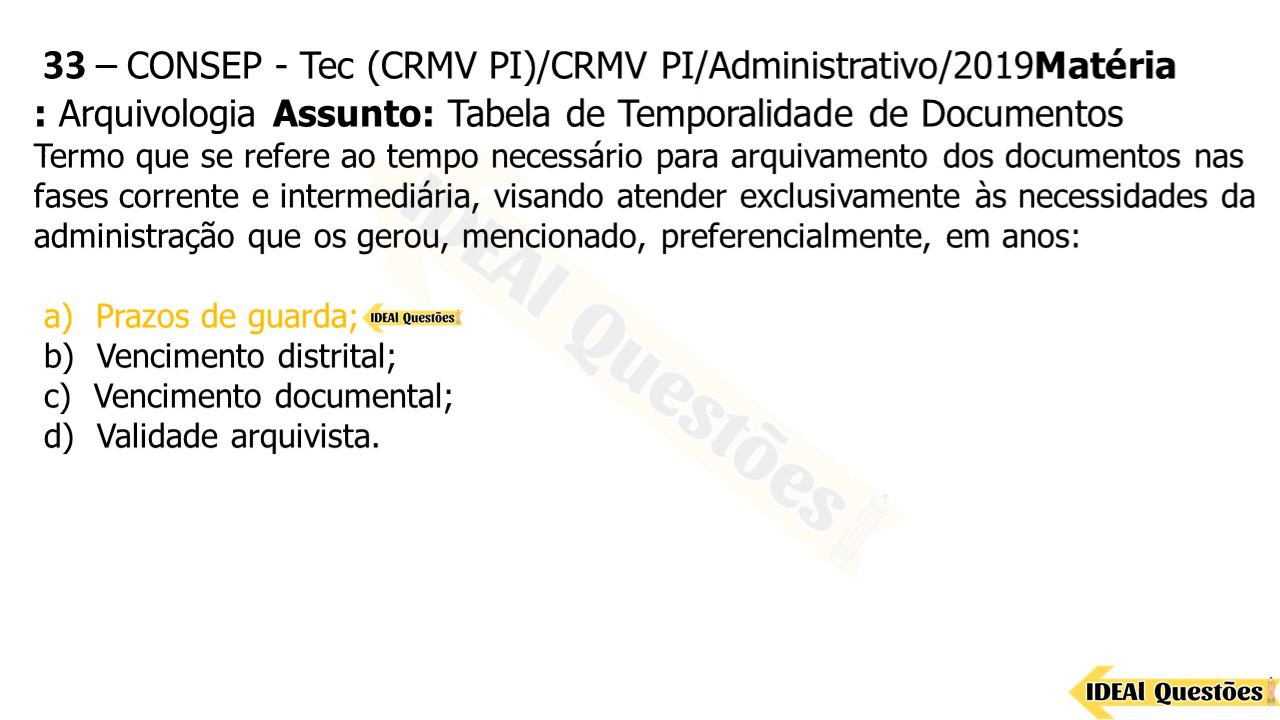 33 – CONSEP - Tec (CRMV PI)/CRMV PI/Administrativo/2019Matéria
: Arquivologia Assunto: Tabela de Temporalidade de Documentos
Termo que se refere ao tempo necessário para arquivamento dos documentos nas
fases corrente e intermediária, visando atender exclusivamente às necessidades da
administração que os gerou, mencionado, preferencialmente, em anos:
a) Prazos de guarda; IDEAl Questões
b) Vencimento distrital;
c) Vencimento documental;
d) Validade arquivista.
IDEAl Questões
IDEAl Questões